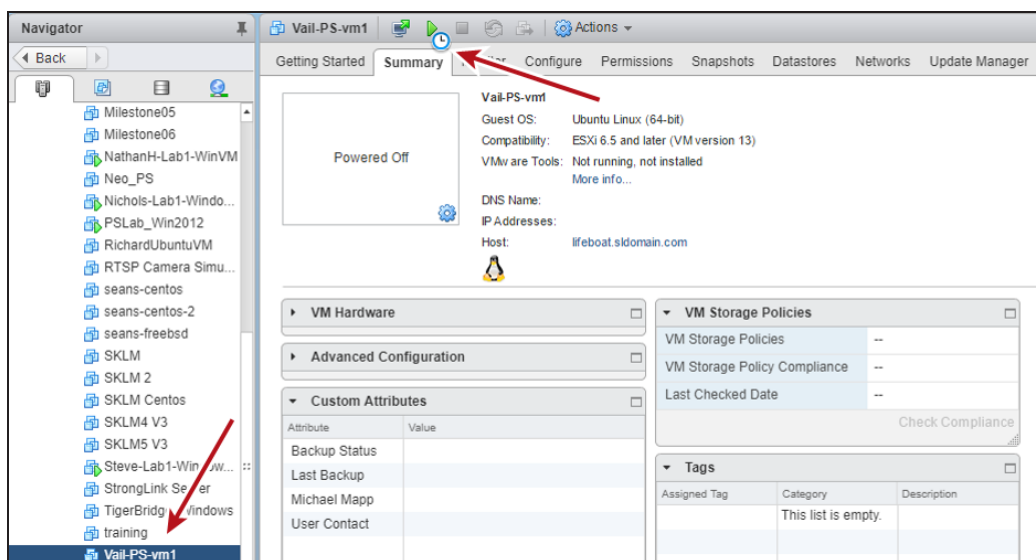 Navigator
Back
Milestone05
Milestone06
NathanH-Lab1-WinVM
Neo_PS
Nichols-Lab1-Windo...
PSLab_Win2012
RichardUbuntuVM
RTSP Camera Simu...
seans-centos
seans-centos-2
seans-freebsd
SKLM
SKLM 2
SKLM Centos
SKLM4 V3
SKLM5 V3
Steve-Lab1-Window...
StrongLink Server
TigerBridge Windows
training
Vail-PS-vm1
Vail-PS-vm1 Actions
Getting Started Summary Configure Permissions Snapshots Datastores Networks Update Manager
Powered Off
Vail-PS-vm1
Guest OS: Ubuntu Linux (64-bit)
Compatibility: ESXi 6.5 and later (VM version 13)
VMware Tools: Not running, not installed
More info...
DNS Name:
IP Addresses:
Host: lifeboat.sldomain.com
VM Hardware
Advanced Configuration
Custom Attributes
Attribute Value
Backup Status
Last Backup
Michael Mapp
User Contact
VM Storage Policies
VM Storage Policies --
VM Storage Policy Compliance --
Last Checked Date --
Check Compliance
Tags
Assigned Tag Category Description
This list is empty.